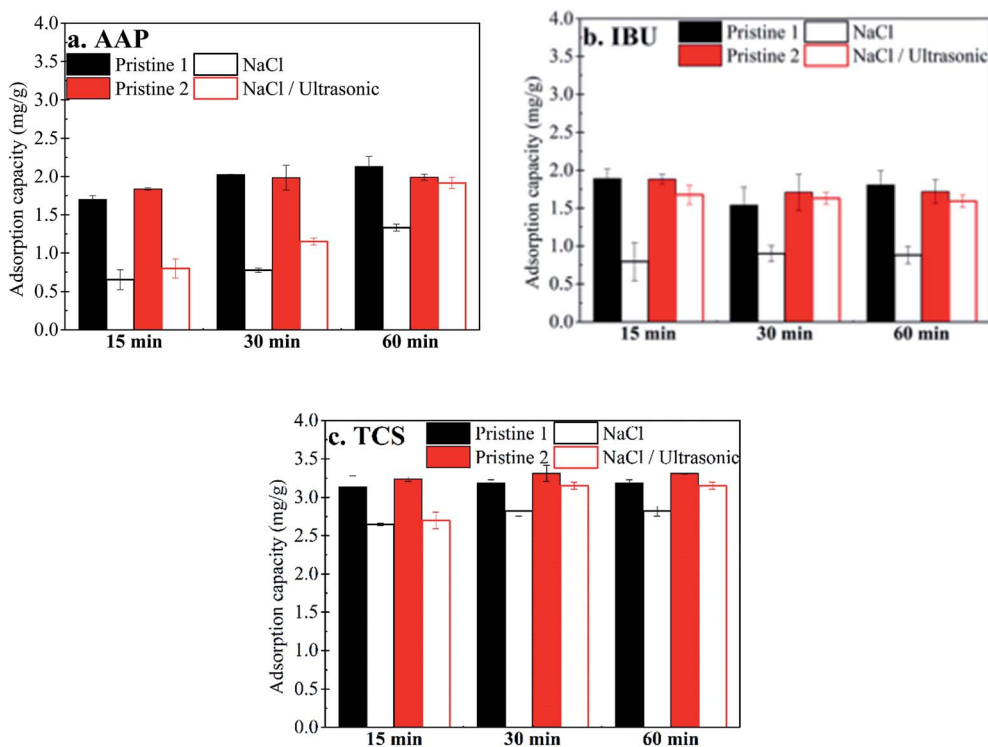 a. AAP
Pristine 1 NaCl
Pristine 2 NaCl / Ultrasonic
Adsorption capacity (mg/g)
4.0
3.5
3.0
2.5
2.0
1.5
1.0
0.5
0.0
15 min 30 min 60 min
b. IBU
Pristine 1 NaCl
Pristine 2 NaCl / Ultrasonic
Adsorption capacity (mg/g)
4.0
3.5
3.0
2.5
2.0
1.5
1.0
0.5
0.0
15 min 30 min 60 min
c. TCS
Pristine 1 NaCl
Pristine 2 NaCl / Ultrasonic
Adsorption capacity (mg/g)
4.0
3.5
3.0
2.5
2.0
1.5
1.0
0.5
0.0
15 min 30 min 60 min